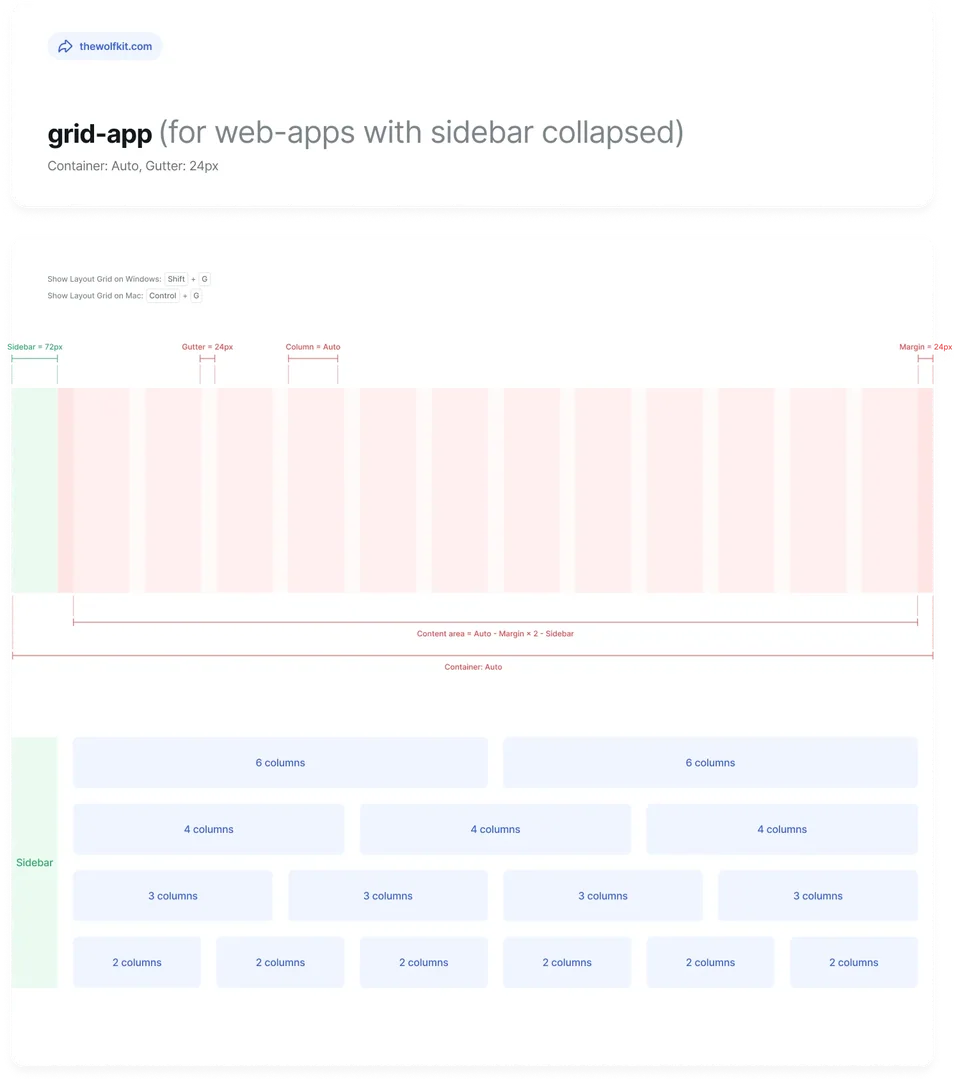 thewolfkit.com
grid-app (for web-apps with sidebar collapsed)
Container: Auto, Gutter: 24px
Show Layout Grid on Windows: Shift + G
Show Layout Grid on Mac: Control + G
Sidebar = 72px Gutter = 24px Column = Auto Margin = 24px
Content area = Auto - Margin × 2 - Sidebar
Container: Auto
6 columns 6 columns
4 columns 4 columns 4 columns
Sidebar
3 columns 3 columns 3 columns 3 columns
2 columns 2 columns 2 columns 2 columns 2 columns 2 columns